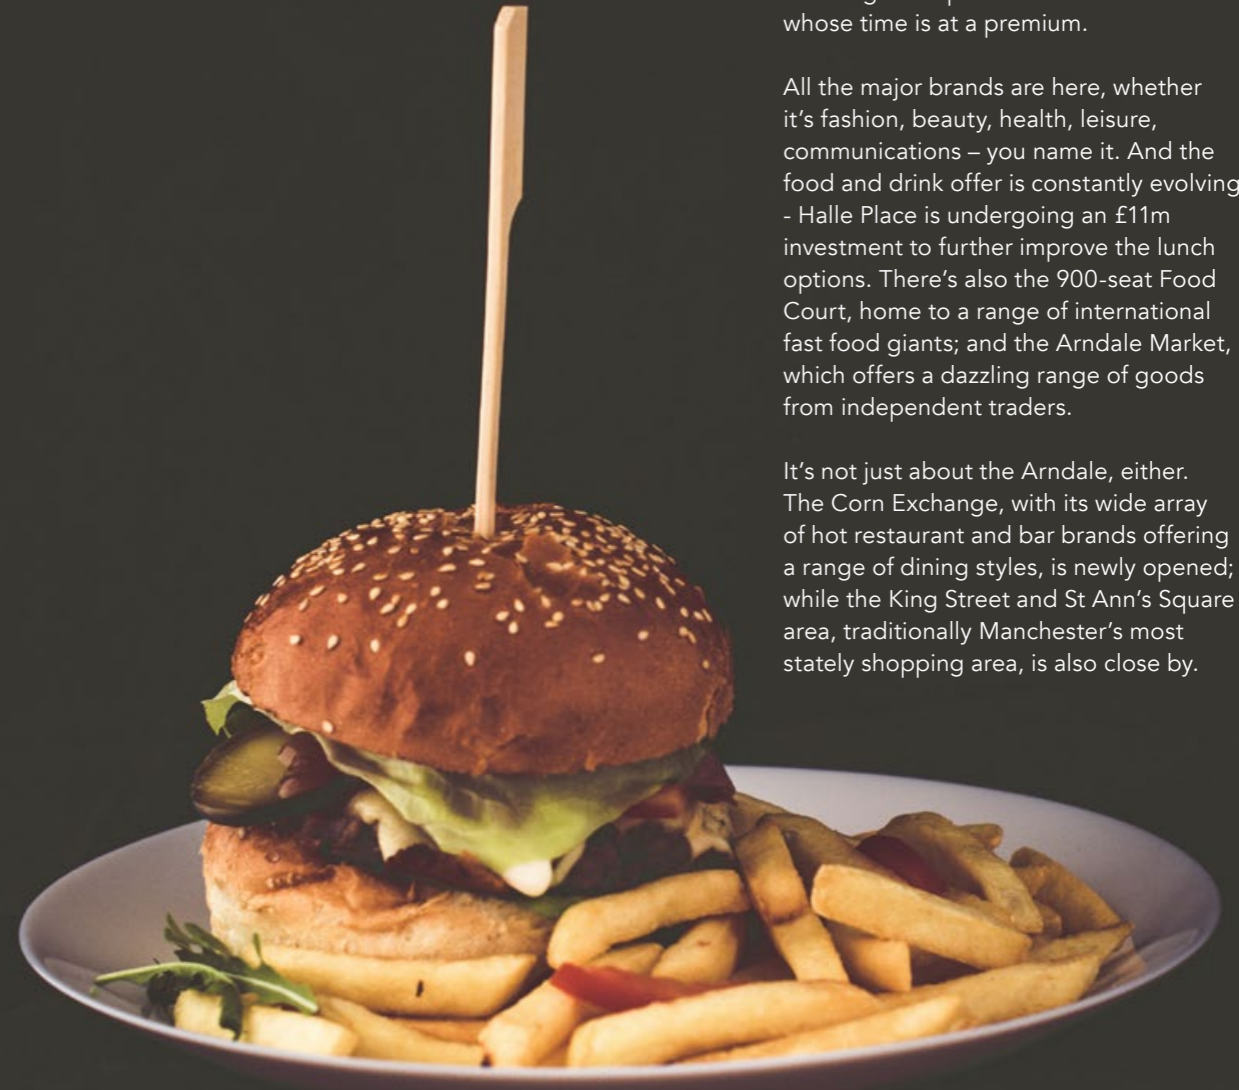 whose time is at a premium.
All the major brands are here, whether
it's fashion, beauty, health, leisure,
communications – you name it. And the
food and drink offer is constantly evolving
- Halle Place is undergoing an £11m
investment to further improve the lunch
options. There's also the 900-seat Food
Court, home to a range of international
fast food giants; and the Arndale Market,
which offers a dazzling range of goods
from independent traders.
It's not just about the Arndale, either.
The Corn Exchange, with its wide array
of hot restaurant and bar brands offering
a range of dining styles, is newly opened;
while the King Street and St Ann's Square
area, traditionally Manchester's most
stately shopping area, is also close by.